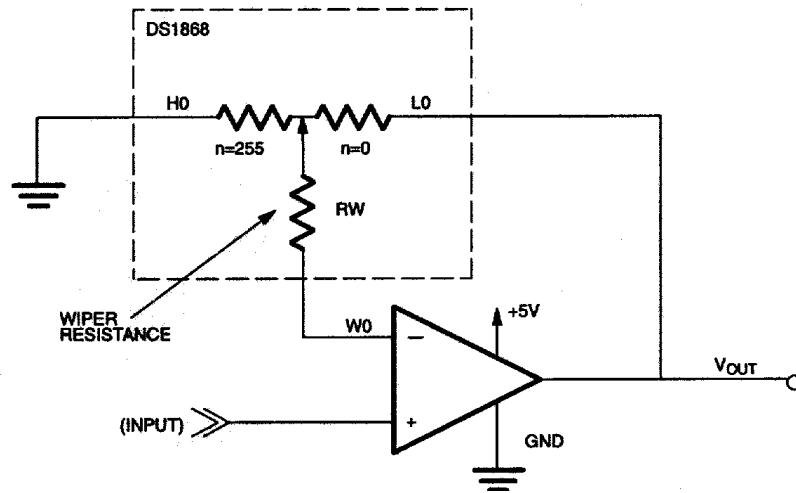 DS1868
H0
L0
n=255
n=0
RW
WIPER
RESISTANCE
W0
+5V
−
VOUT
(INPUT)
+
GND